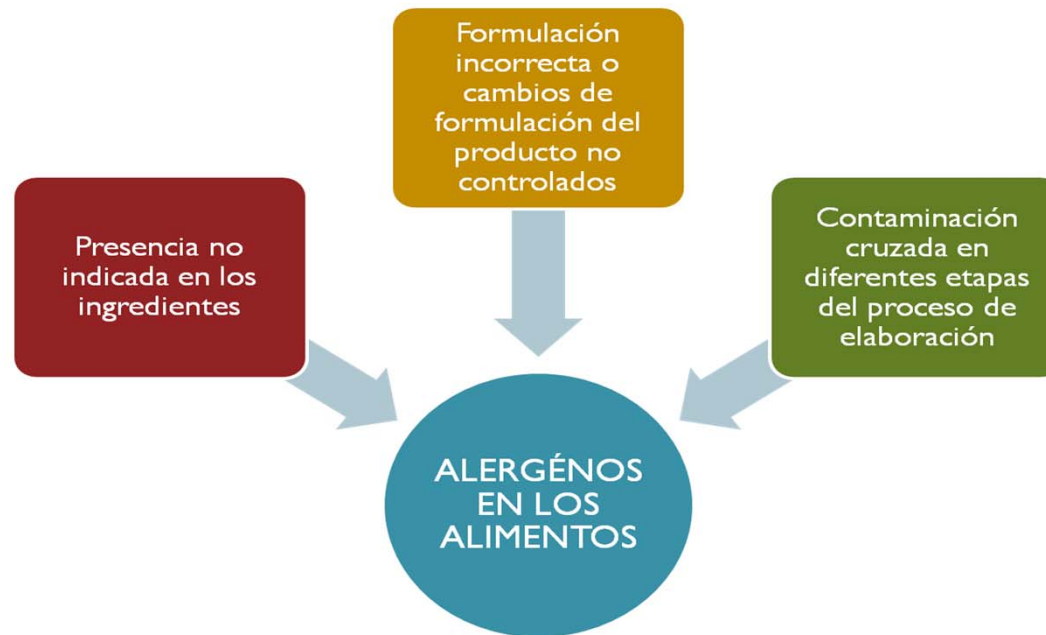 Formulación
incorrecta o
cambios de
formulación del
producto no
controlados
Presencia no
indicada en los
ingredientes
Contaminación
cruzada en
diferentes etapas
del proceso de
elaboración
ALERGÉNOS
EN LOS
ALIMENTOS